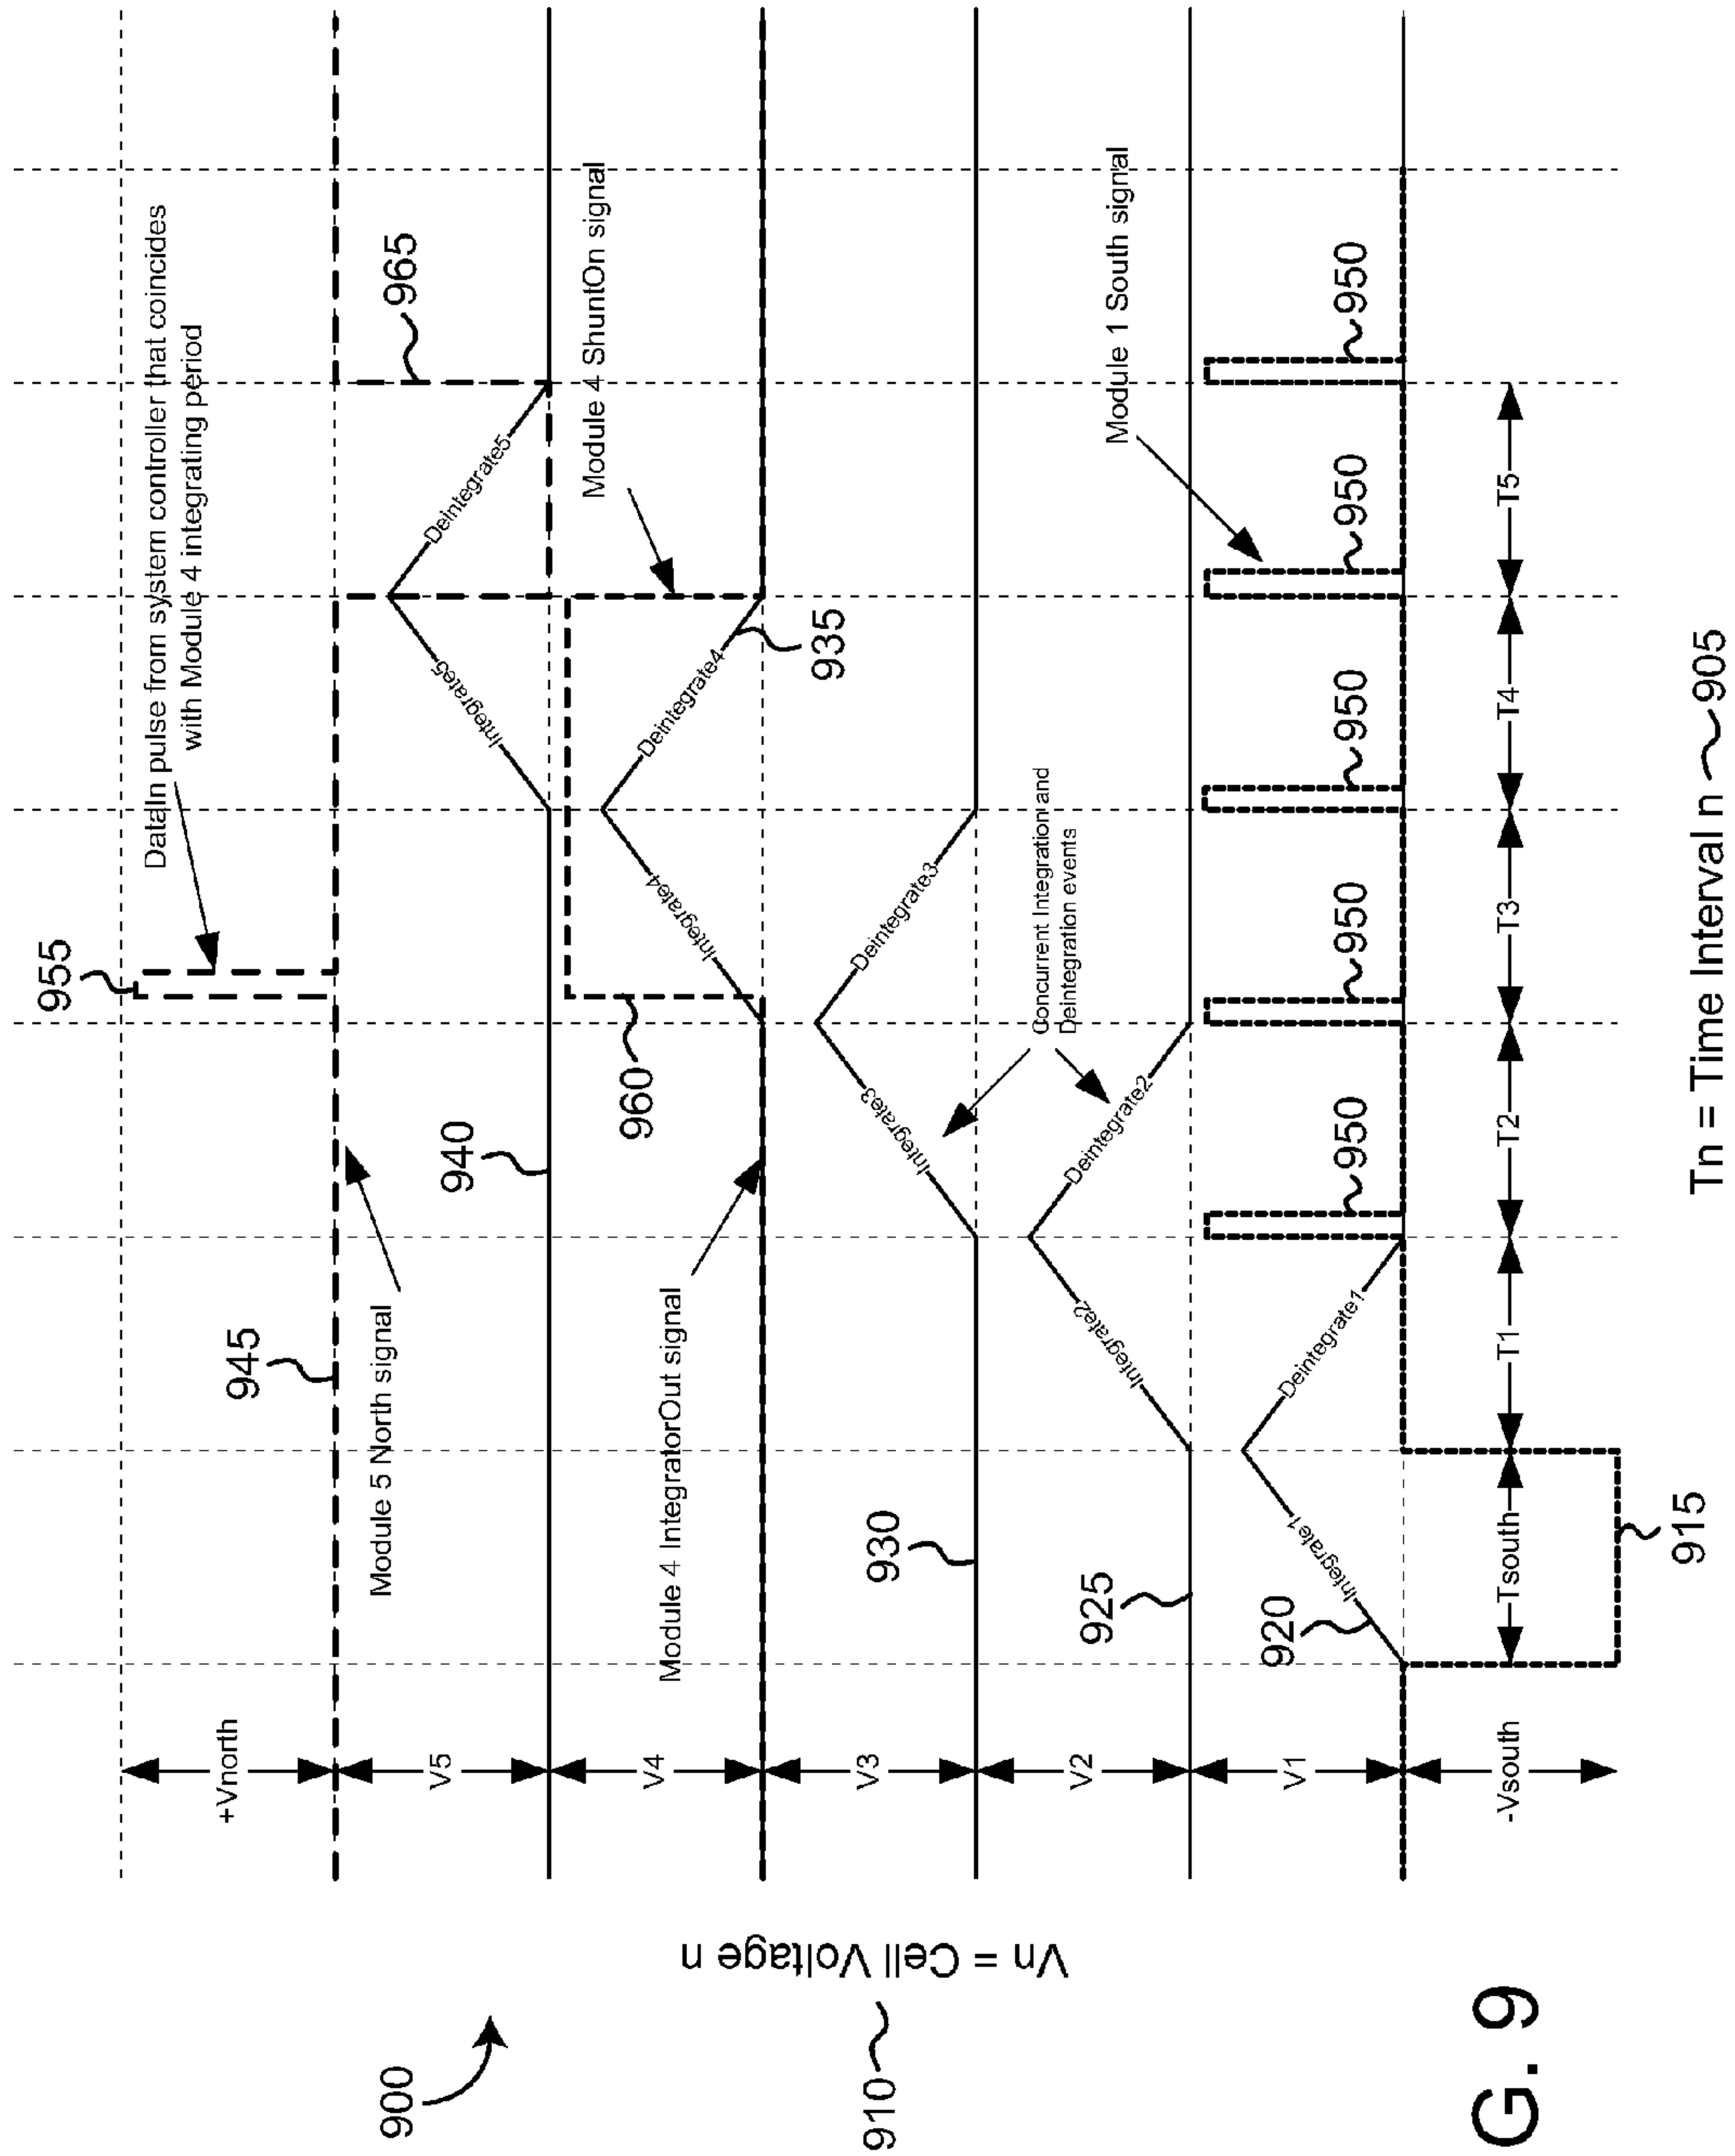 900
Vn = Cell Voltage n
910
955
DataIn pulse from system controller that coincides
with Module 4 integrating period
+Vnorth
945
Module 5 North signal
V5
965
Integrate5
Deintegrate5
940
V4
960
Module 4 ShuntOn signal
Module 4 IntegratorOut signal
Integrate4
Deintegrate4
935
V3
930
Integrate3
Deintegrate3
Concurrent Integration and
Deintegration events
V2
925
Integrate2
Deintegrate2
Module 1 South signal
V1
920
Integrate1
Deintegrate1
950
950
950
950
950
-Vsouth
Tsouth
T1
T2
T3
T4
T5
915
Tn = Time Interval n
905
G. 9